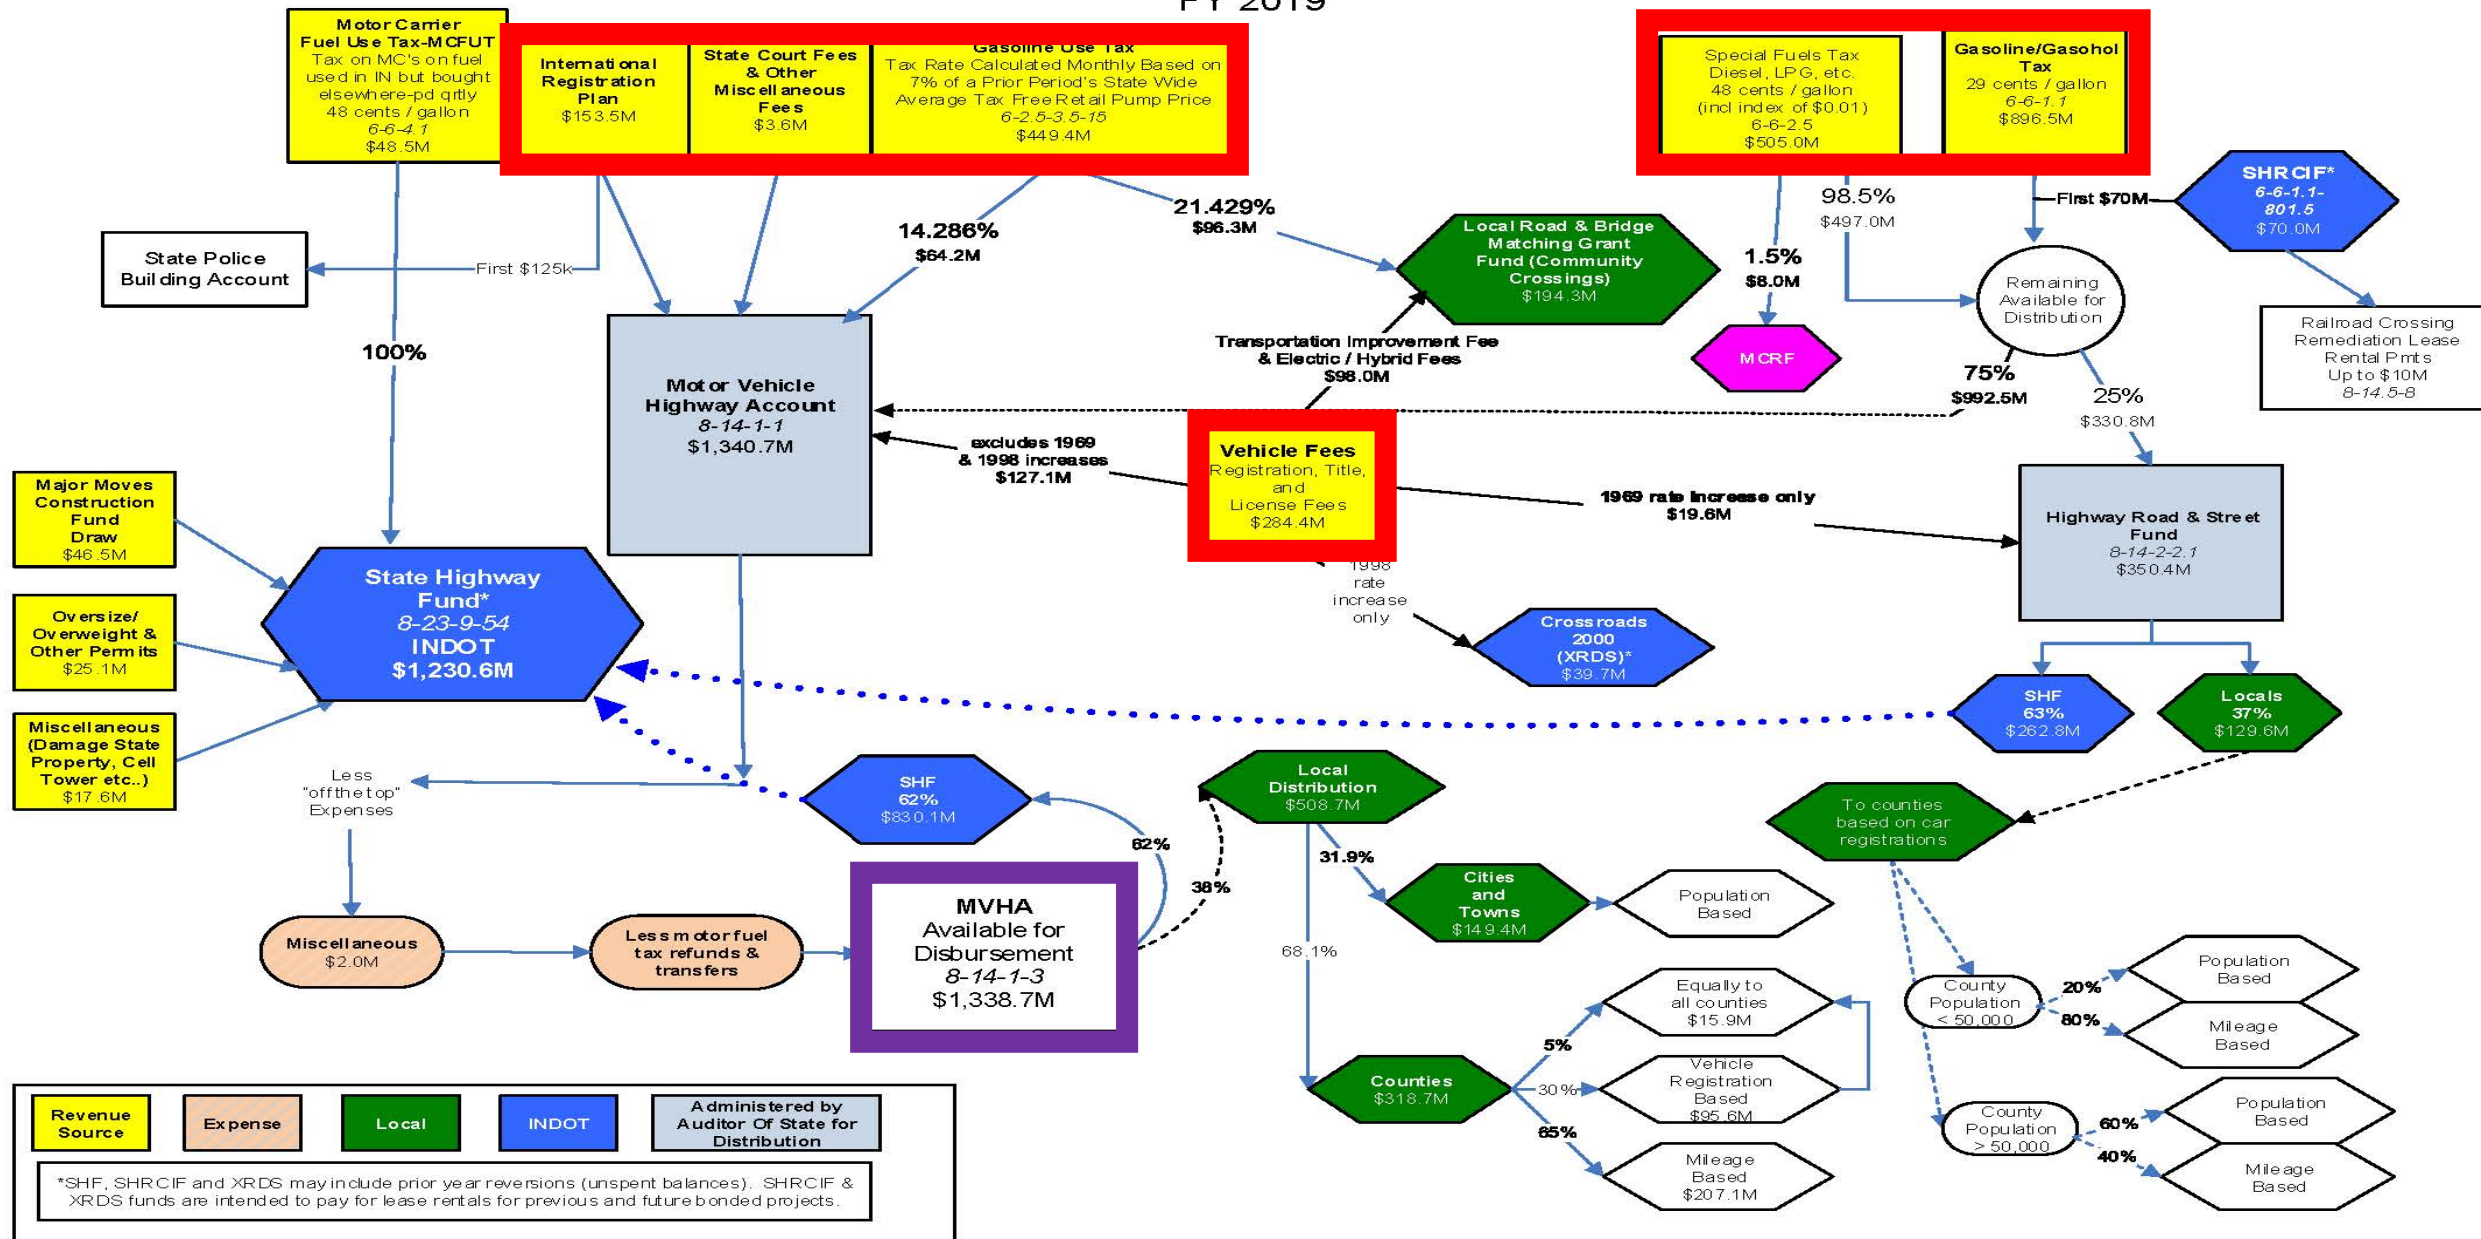 FY 2019
Motor Carrier
Fuel Use Tax-MCFUT
Tax on MC's on fuel
used in IN but bought
elsewhere-pd qrtly
48 cents / gallon
6-6-4.1
$48.5M
International
Registration
Plan
$153.5M
State Court Fees
& Other
Miscellaneous
Fees
$3.6M
Gasoline Use Tax
Tax Rate Calculated Monthly Based on
7% of a Prior Period's State Wide
Average Tax Free Retail Pump Price
6-2.5-3.5-15
$449.4M
Special Fuels Tax
Diesel, LPG, etc.
48 cents / gallon
(incl index of $0.01)
6-6-2.5
$505.0M
Gasoline/Gasohol
Tax
29 cents / gallon
6-6-1.1
$896.5M
SHRCIF*
6-6-1.1-
801.5
$70.0M
First $70M
98.5%
$497.0M
1.5%
$8.0M
21.429%
$96.3M
14.286%
$64.2M
State Police
Building Account
First $125k
Local Road & Bridge
Matching Grant
Fund (Community
Crossings)
$194.3M
Remaining
Available for
Distribution
Railroad Crossing
Remediation Lease
Rental Pmts
Up to $10M
8-14.5-8
100%
Motor Vehicle
Highway Account
8-14-1-1
$1,340.7M
Transportation Improvement Fee
& Electric / Hybrid Fees
$98.0M
MCRF
75%
$992.5M
25%
$330.8M
excludes 1969
& 1998 increases
$127.1M
Vehicle Fees
Registration, Title,
and
License Fees
$284.4M
1969 rate increase only
$19.6M
Highway Road & Street
Fund
8-14-2-2.1
$350.4M
Major Moves
Construction
Fund
Draw
$46.5M
State Highway
Fund*
8-23-9-54
INDOT
$1,230.6M
1998
rate
increase
only
Crossroads
2000
(XRDS)*
$39.7M
Oversize/
Overweight &
Other Permits
$25.1M
SHF
63%
$262.8M
Locals
37%
$129.6M
Miscellaneous
(Damage State
Property, Cell
Tower etc..)
$17.6M
Less
"off the top"
Expenses
SHF
62%
$830.1M
Local
Distribution
$508.7M
To counties
based on car
registrations
62%
38%
31.9%
68.1%
Cities
and
Towns
$149.4M
Population
Based
Miscellaneous
$2.0M
Less motor fuel
tax refunds &
transfers
MVHA
Available for
Disbursement
8-14-1-3
$1,338.7M
Equally to
all counties
$15.9M
County
Population
< 50,000
20%
80%
Population
Based
Mileage
Based
5%
30%
65%
Counties
$318.7M
Vehicle
Registration
Based
$95.6M
Mileage
Based
$207.1M
County
Population
> 50,000
60%
40%
Population
Based
Mileage
Based
Revenue
Source
Expense
Local
INDOT
Administered by
Auditor Of State for
Distribution
*SHF, SHRCIF and XRDS may include prior year reversions (unspent balances). SHRCIF &
XRDS funds are intended to pay for lease rentals for previous and future bonded projects.